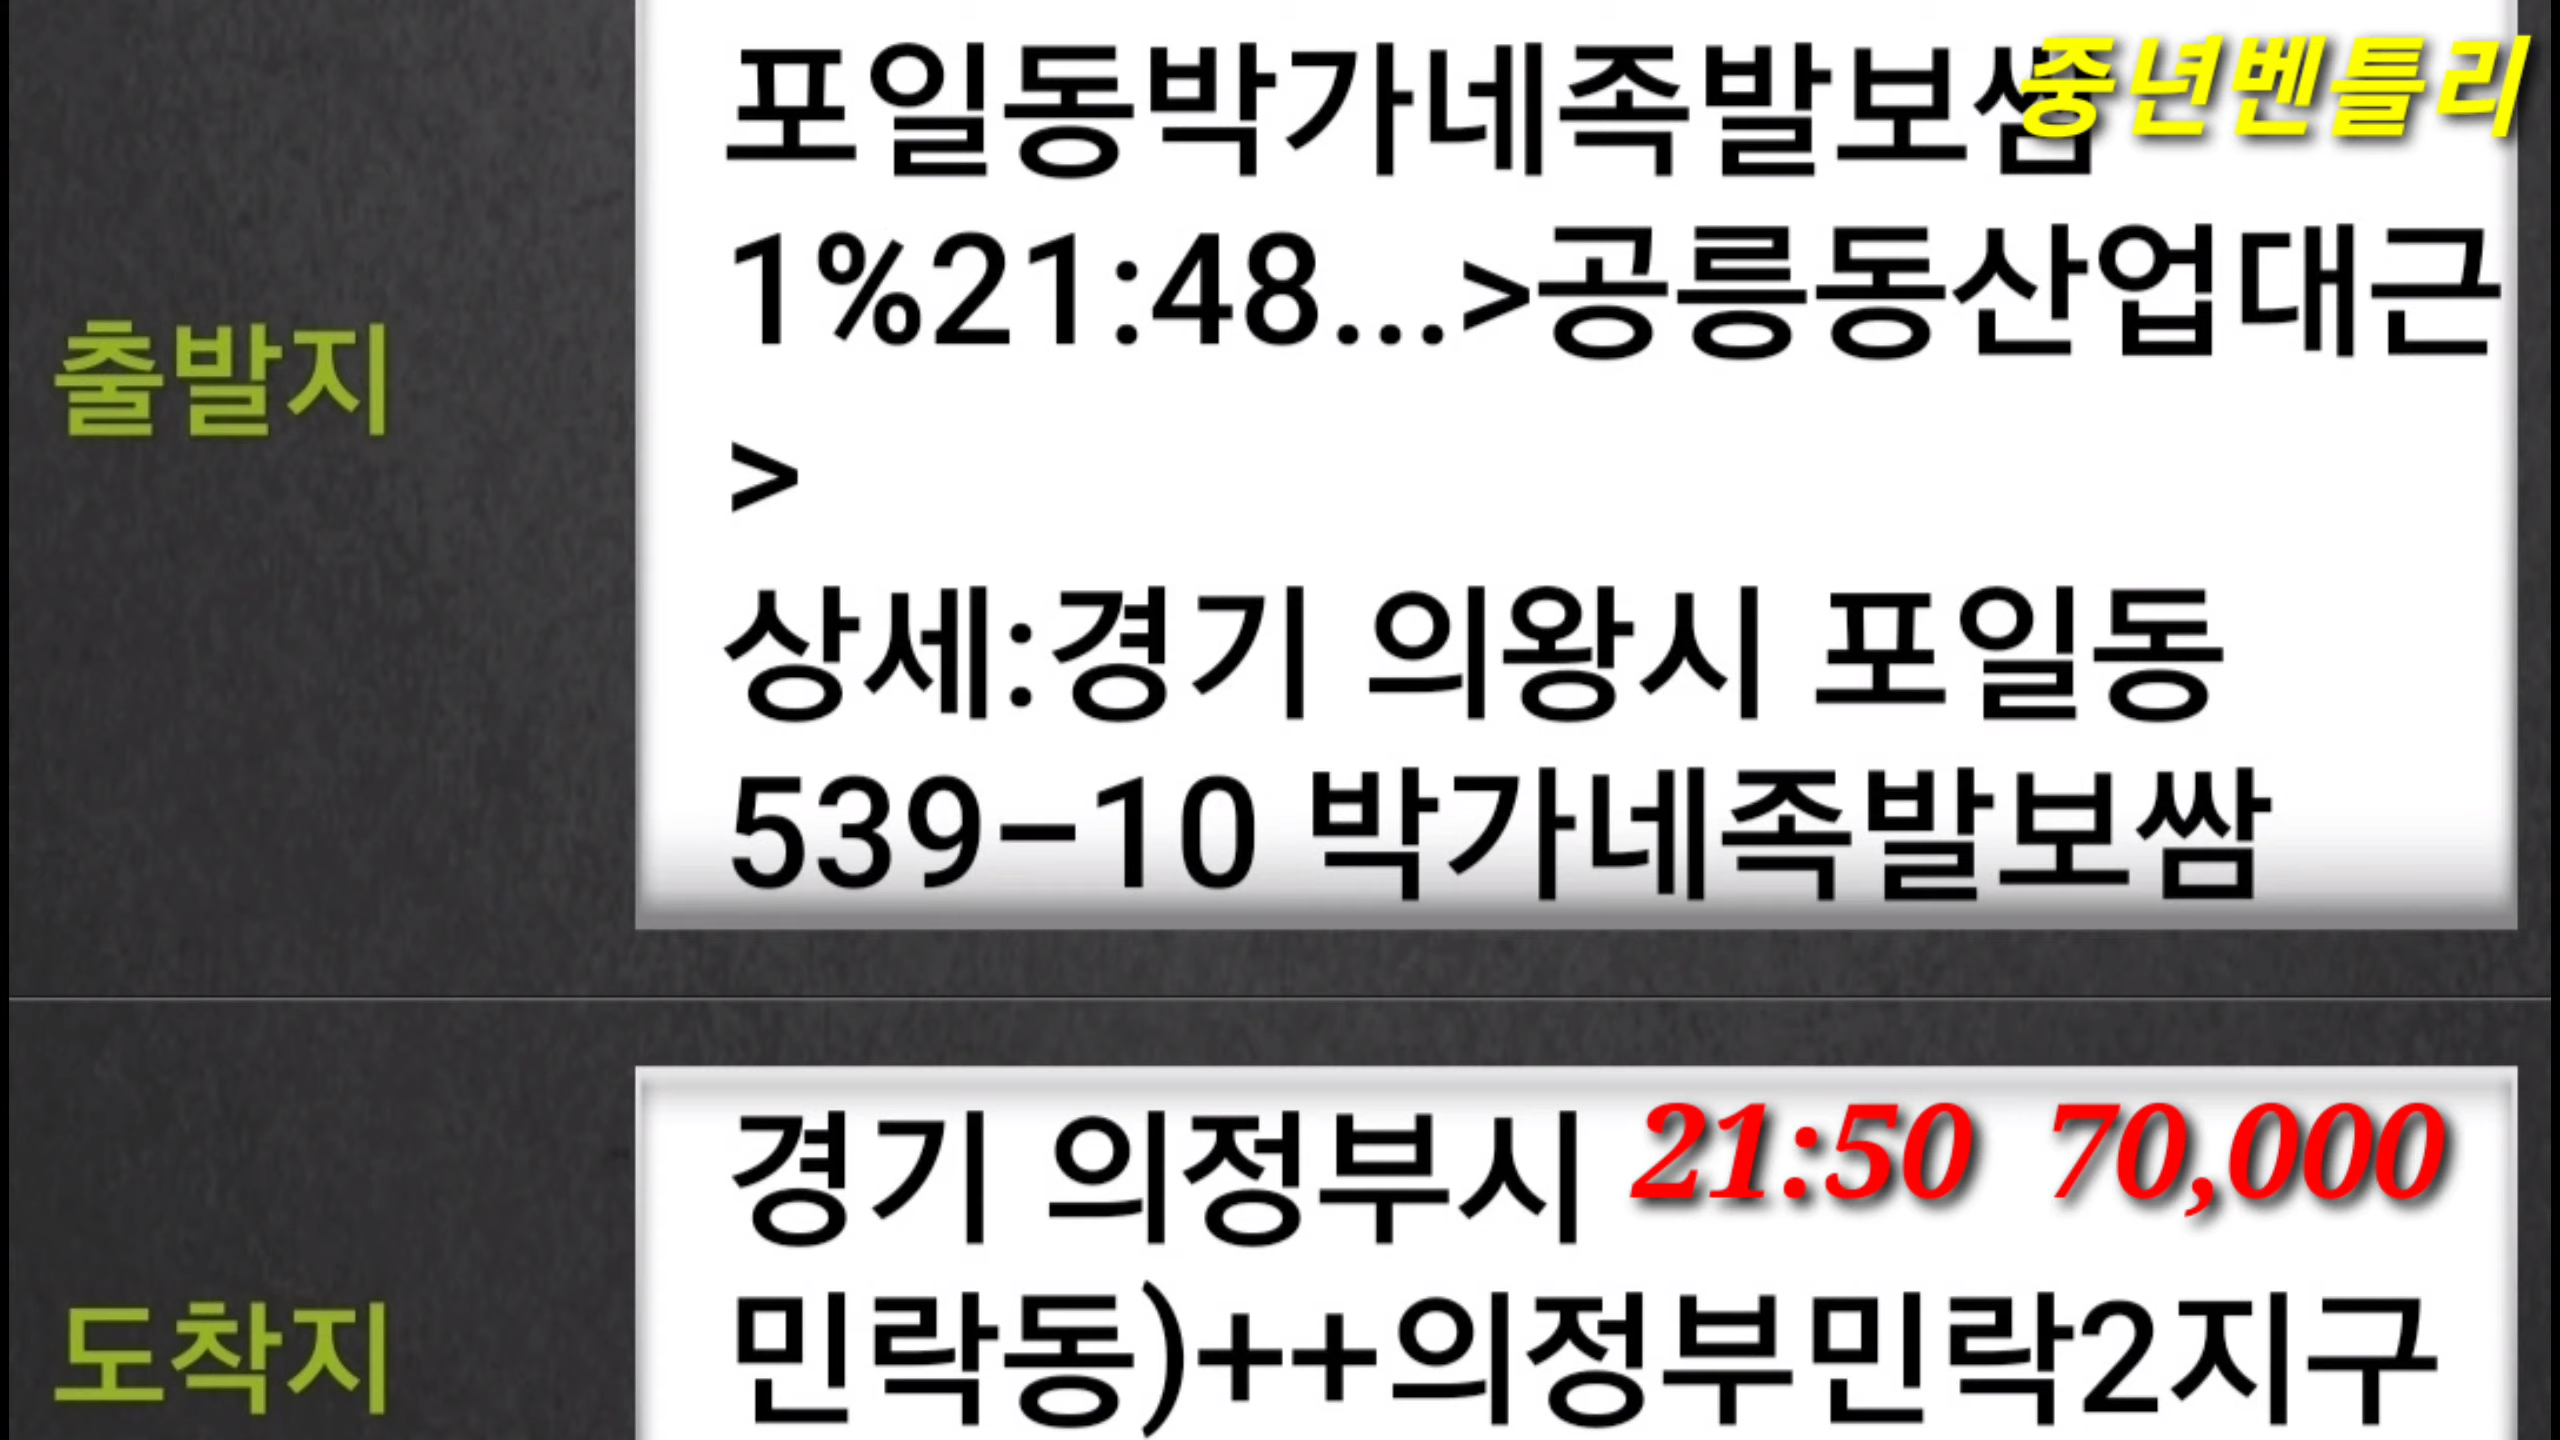 포일동박가네족발보쌈
중년벤틀리
1%21:48...>공릉동산업대근
>
출발지
상세:경기 의왕시 포일동
539-10 박가네족발보쌈
경기 의정부시
21:50 70,000
민락동)++의정부민락2지구
도착지